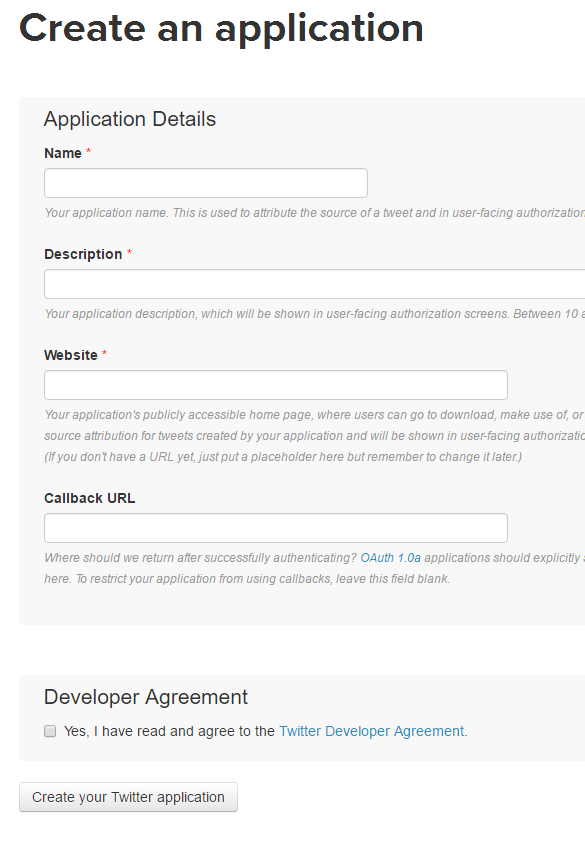 Create an application
Application Details
Name *
Your application name. This is used to attribute the source of a tweet and in user-facing authorization
Description *
Your application description, which will be shown in user-facing authorization screens. Between 10 a
Website *
Your application's publicly accessible home page, where users can go to download, make use of, or
source attribution for tweets created by your application and will be shown in user-facing authorizatio
(If you don't have a URL yet, just put a placeholder here but remember to change it later.)
Callback URL
Where should we return after successfully authenticating? OAuth 1.0a applications should explicitly
here. To restrict your application from using callbacks, leave this field blank.
Developer Agreement
Yes, I have read and agree to the Twitter Developer Agreement.
Create your Twitter application